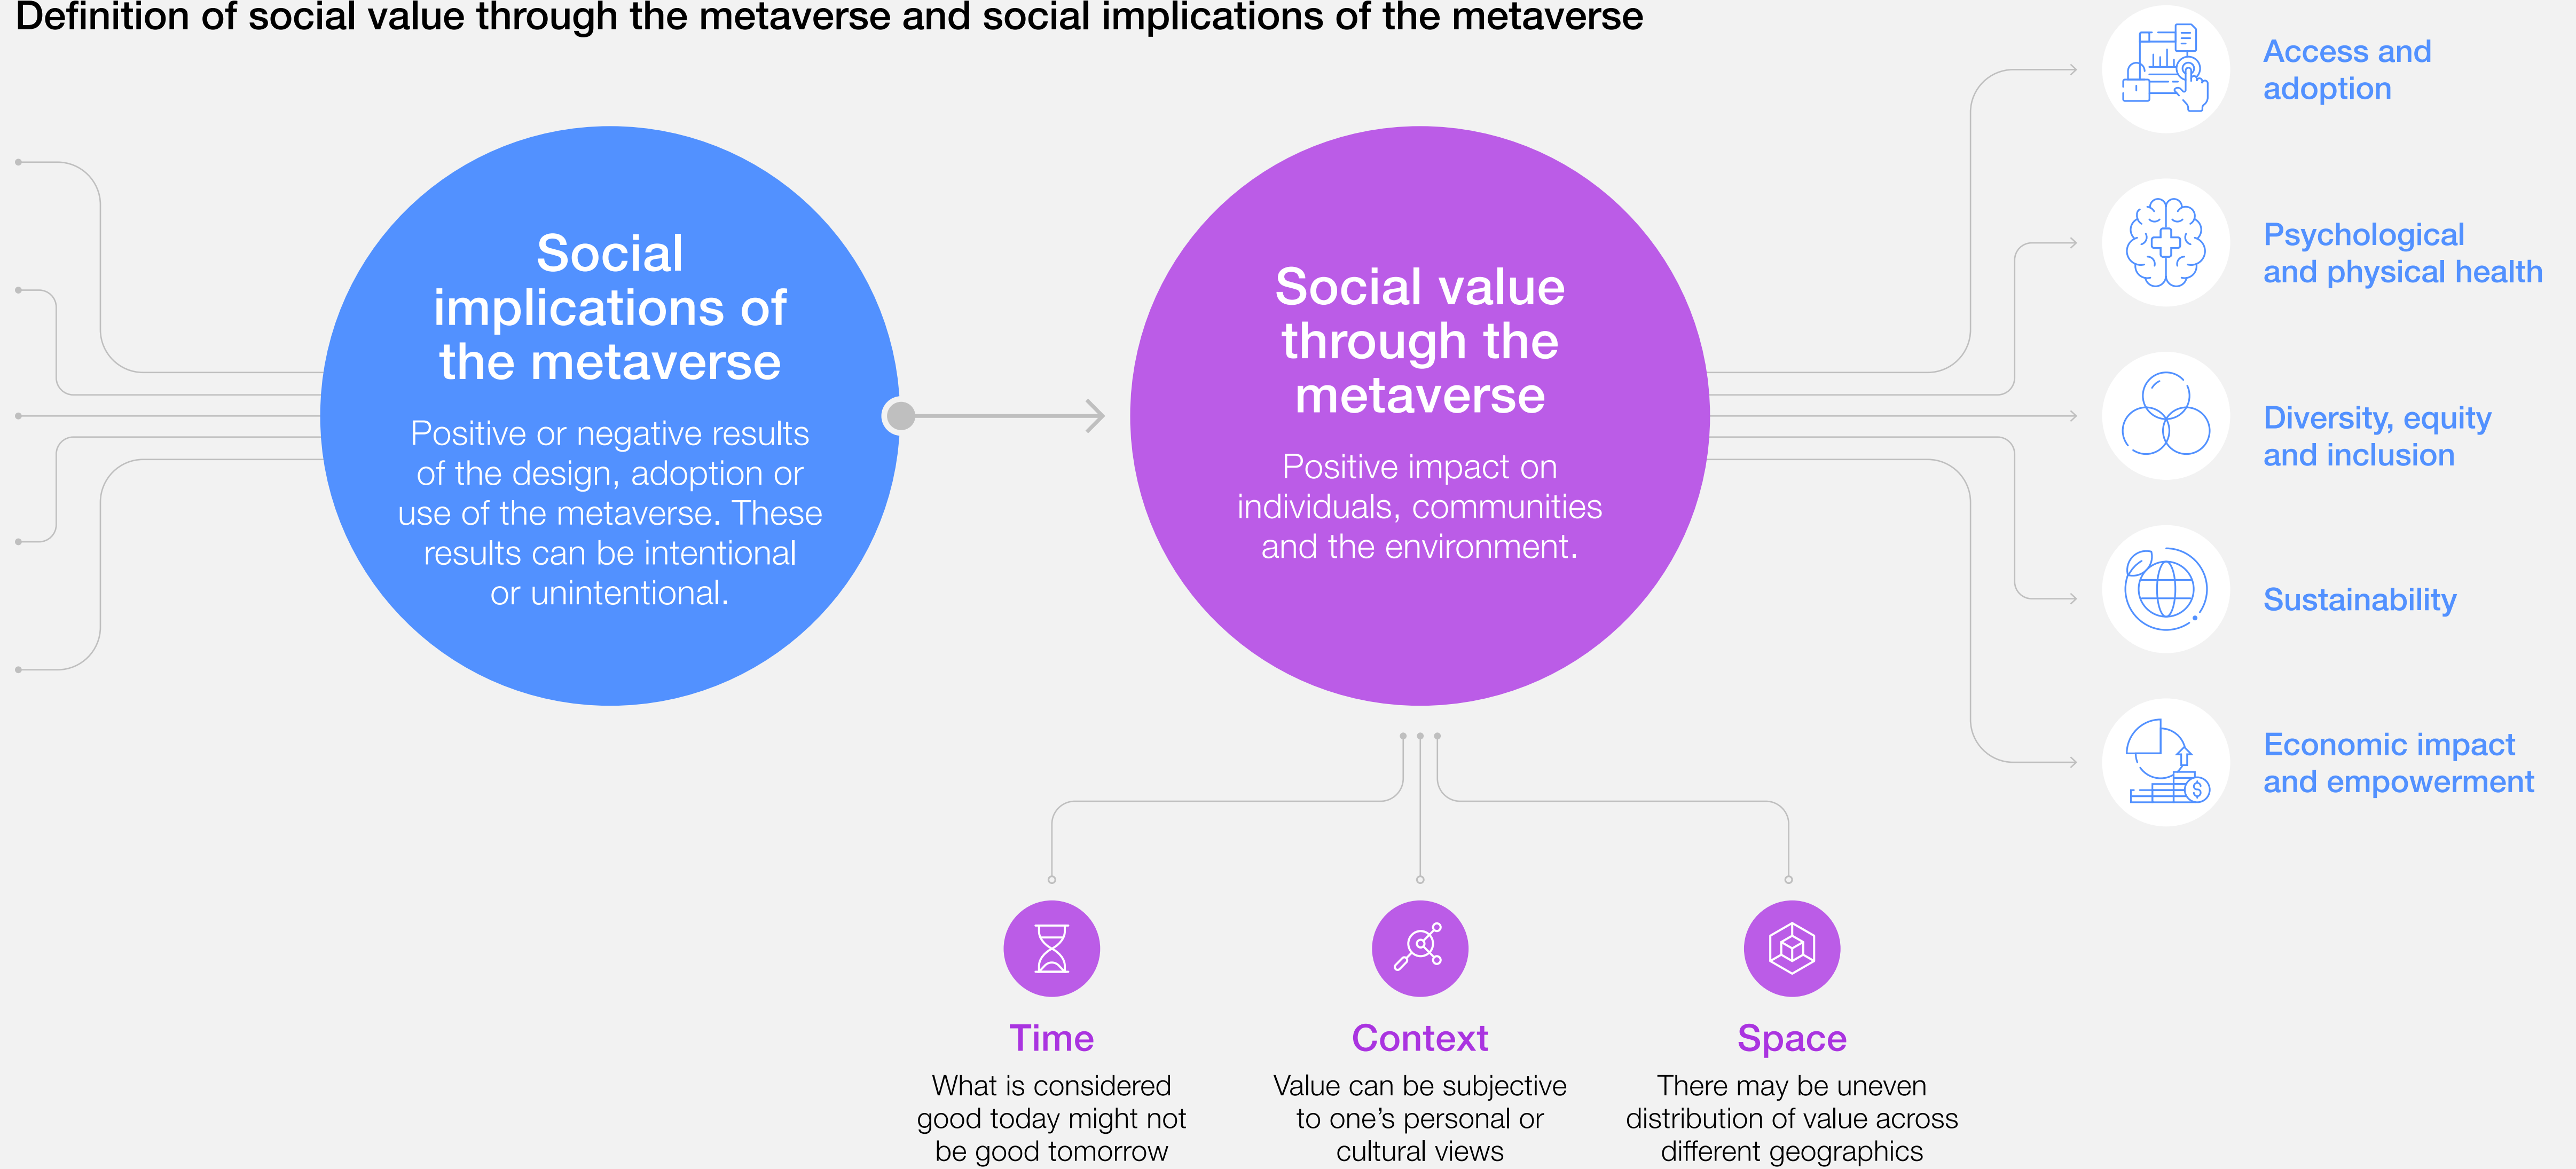 Definition of social value through the metaverse and social implications of the metaverse
Social
implications of
the metaverse
Positive or negative results
of the design, adoption or
use of the metaverse. These
results can be intentional
or unintentional.
Social value
through the
metaverse
Positive impact on
individuals, communities
and the environment.
Access and
adoption
Psychological
and physical health
Diversity, equity
and inclusion
Sustainability
Economic impact
and empowerment
$
Time
What is considered
good today might not
be good tomorrow
Context
Value can be subjective
to one’s personal or
cultural views
Space
There may be uneven
distribution of value across
different geographics